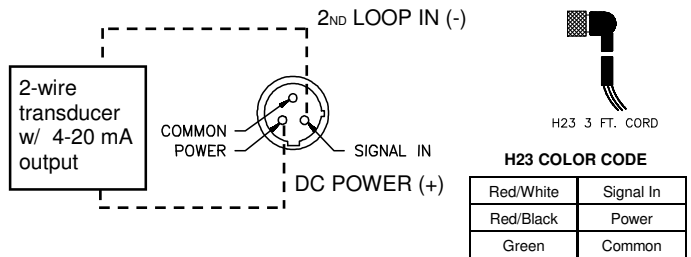 2ND LOOP IN (-)
2-wire
transducer
w/ 4-20 mA
output
COMMON
POWER
SIGNAL IN
DC POWER (+)
H23 3 FT. CORD
H23 COLOR CODE
Red/White Signal In
Red/Black Power
Green Common